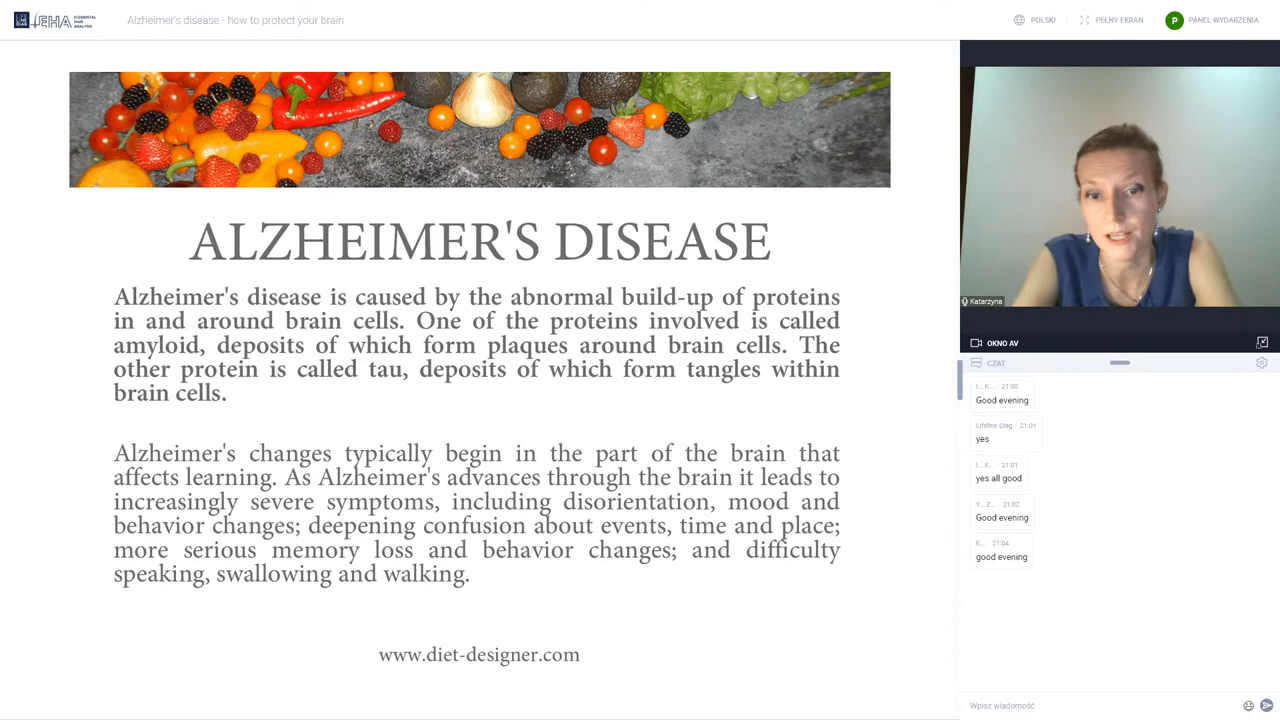 LIFE LINE DIAG EHA ELEMENTAL HAIR ANALYSIS
Alzheimer's disease - how to protect your brain
POLSKI
PEŁNY EKRAN
P
PANEL WYDARZENIA
ALZHEIMER'S DISEASE
Alzheimer's disease is caused by the abnormal build-up of proteins
in and around brain cells. One of the proteins involved is called
amyloid, deposits of which form plaques around brain cells. The
other protein is called tau, deposits of which form tangles within
brain cells.
Alzheimer's changes typically begin in the part of the brain that
affects learning. As Alzheimer's advances through the brain it leads to
increasingly severe symptoms, including disorientation, mood and
behavior changes; deepening confusion about events, time and place;
more serious memory loss and behavior changes; and difficulty
speaking, swallowing and walking.
www.diet-designer.com
Katarzyna
OKNO AV
CZAT
I... K... 21:00
Good evening
Lifeline Diag 21:01
yes
I... K... 21:01
yes all good
Y... Z... 21:02
Good evening
E... 21:04
good evening
Wpisz wiadomość